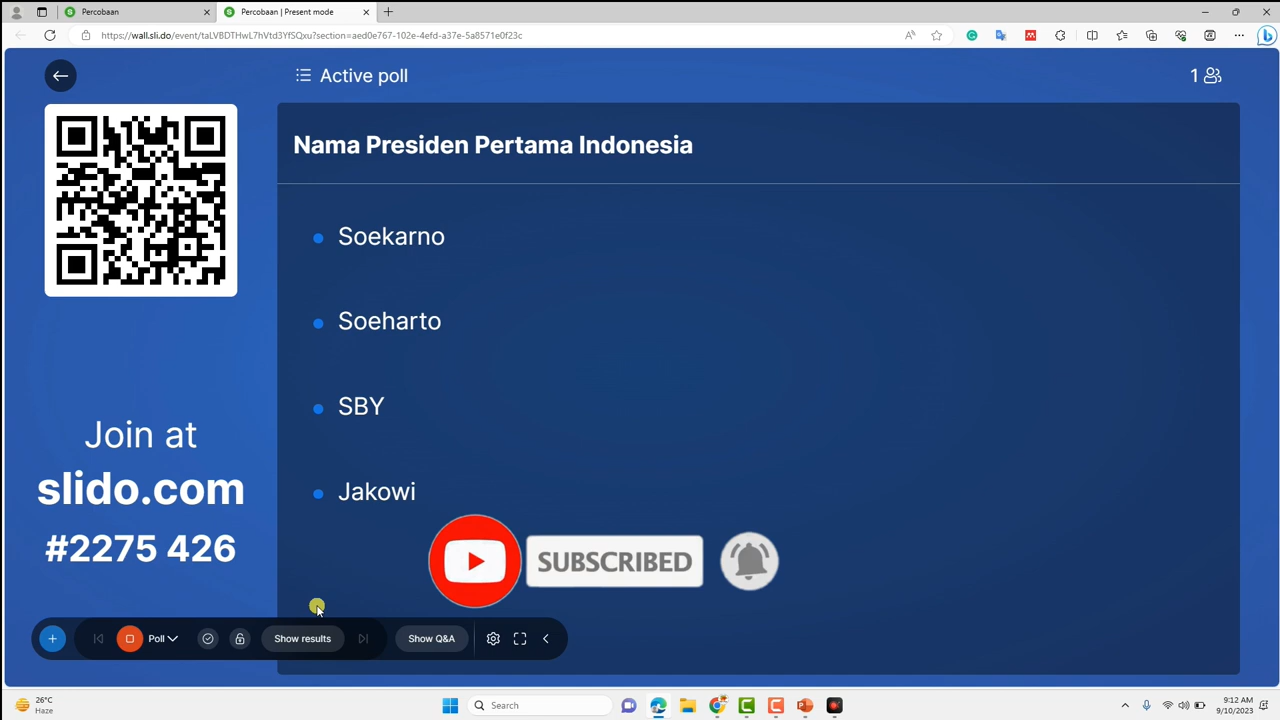 Percobaan
Percobaan | Present mode
https://wall.sli.do/event/taLVBDTHwL7hVtd3YfSQxu?section=aed0e767-102e-4efd-a37e-5a8571e0f23c
Active poll
1
Nama Presiden Pertama Indonesia
Soekarno
Soeharto
SBY
Jakowi
Join at
slido.com
#2275 426
SUBSCRIBED
Poll
Show results
Show Q&A
26°C
Haze
Search
9:12 AM
9/10/2023